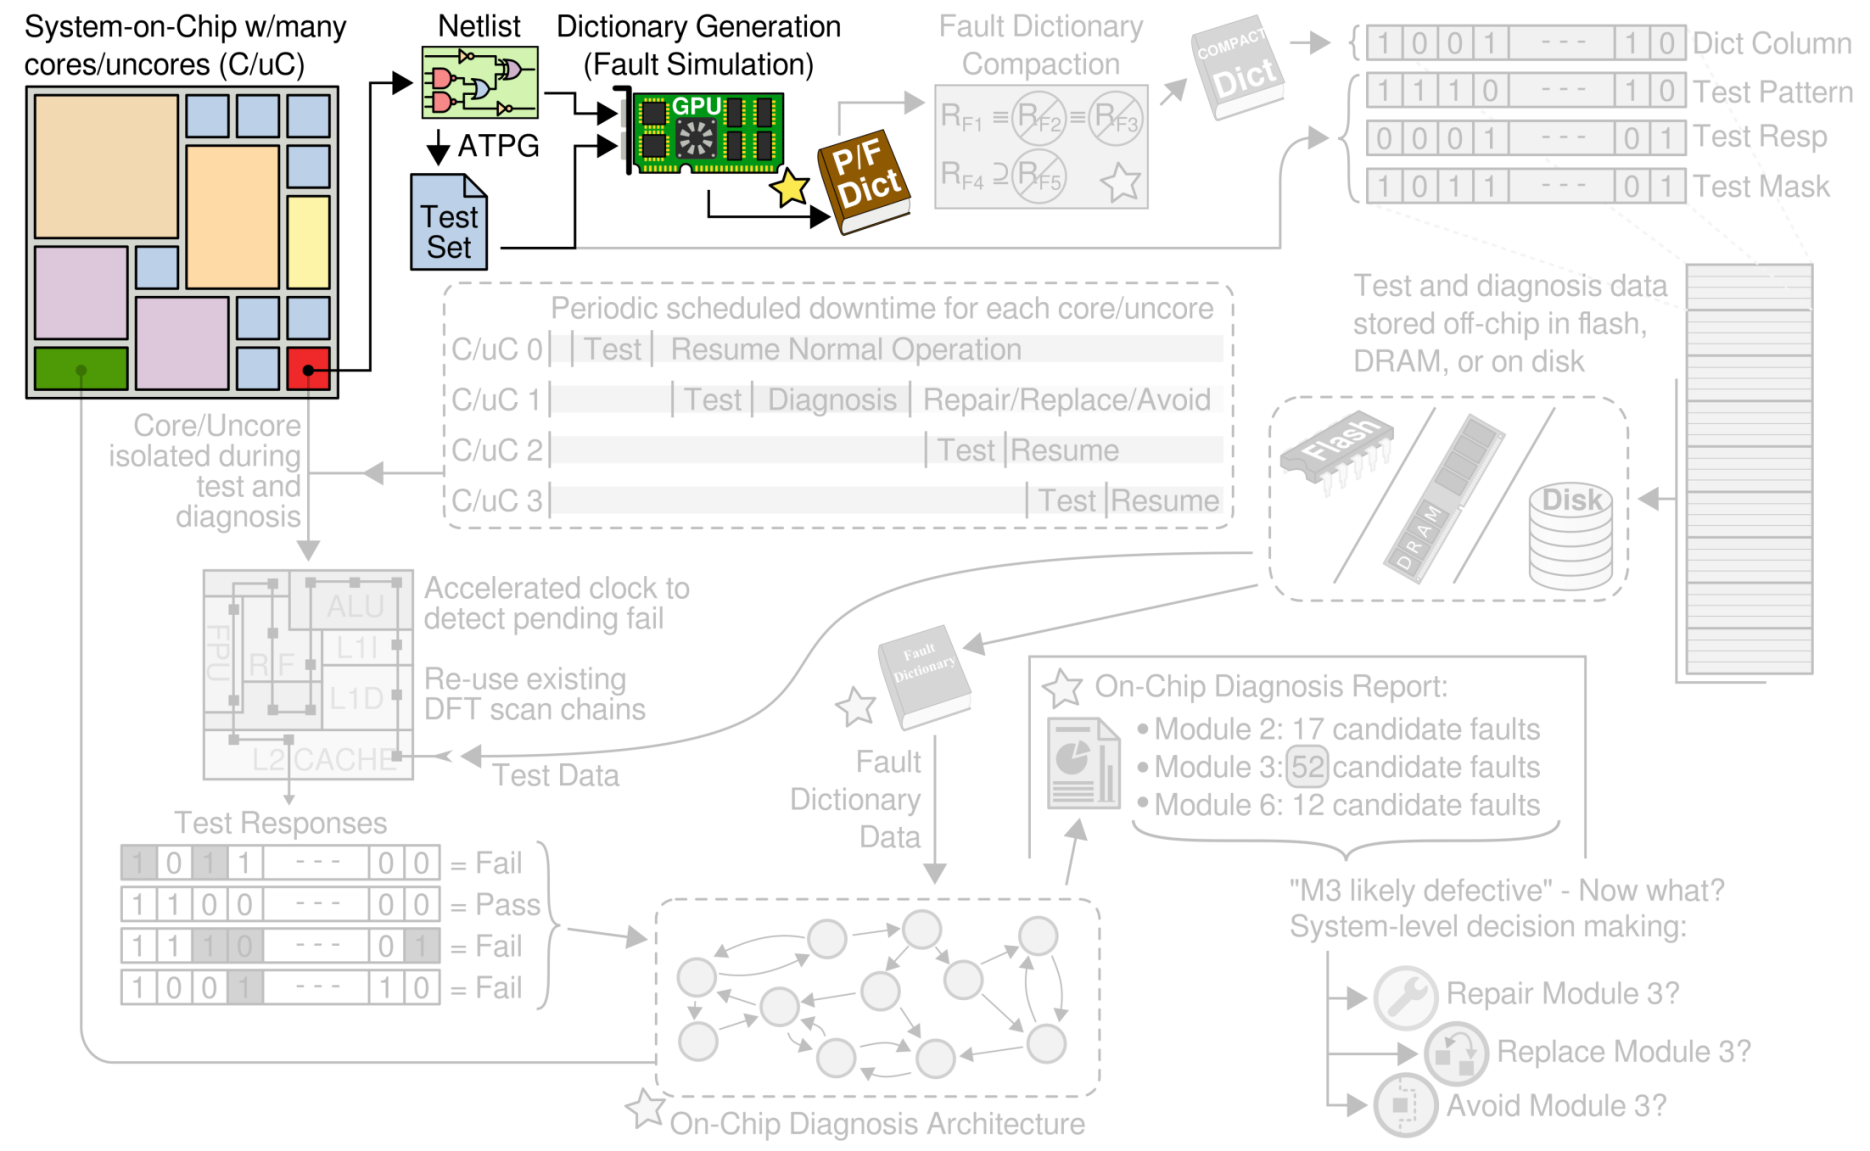 System-on-Chip w/many
cores/uncores (C/uC)
Netlist
ATPG
Test
Set
Dictionary Generation
(Fault Simulation)
GPU
P/F
Dict
Fault Dictionary
Compaction
RF1 ≡ RF2 ≡ RF3
RF4 ⊇ RF5
COMPACT
Dict
1 0 0 1 - - - 1 0 Dict Column
1 1 1 0 - - - 1 0 Test Pattern
0 0 0 1 - - - 0 1 Test Resp
1 0 1 1 - - - 0 1 Test Mask
Test and diagnosis data
stored off-chip in flash,
DRAM, or on disk
Flash
DRAM
Disk
Periodic scheduled downtime for each core/uncore
C/uC 0 Test Resume Normal Operation
C/uC 1 Test Diagnosis Repair/Replace/Avoid
C/uC 2 Test Resume
C/uC 3 Test Resume
Core/Uncore
isolated during
test and
diagnosis
ALU
FPU
RF
L1I
L1D
L2 CACHE
Accelerated clock to
detect pending fail
Re-use existing
DFT scan chains
Test Data
Test Responses
1 0 1 1 - - - 0 0 = Fail
1 1 0 0 - - - 0 0 = Pass
1 1 1 0 - - - 0 1 = Fail
1 0 0 1 - - - 1 0 = Fail
Fault
Dictionary
Fault
Dictionary
Data
On-Chip Diagnosis Report:
• Module 2: 17 candidate faults
• Module 3: 52 candidate faults
• Module 6: 12 candidate faults
"M3 likely defective" - Now what?
System-level decision making:
Repair Module 3?
Replace Module 3?
Avoid Module 3?
On-Chip Diagnosis Architecture